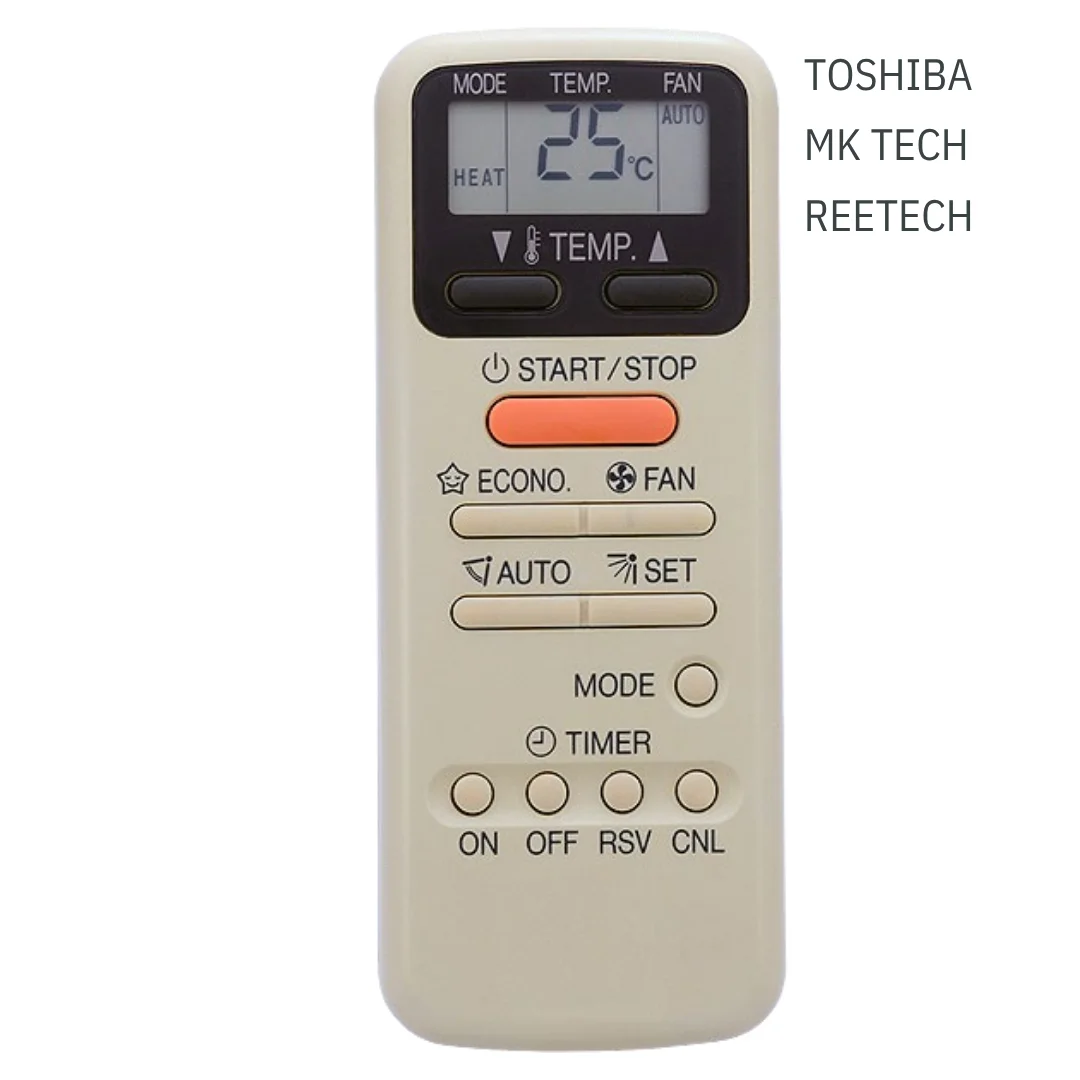 TOSHIBA
MK TECH
REETECH
MODE TEMP. FAN
AUTO
25°C
HEAT
▼ TEMP. ▲
START/STOP
ECONO. FAN
AUTO SET
MODE
TIMER
ON OFF RSV CNL